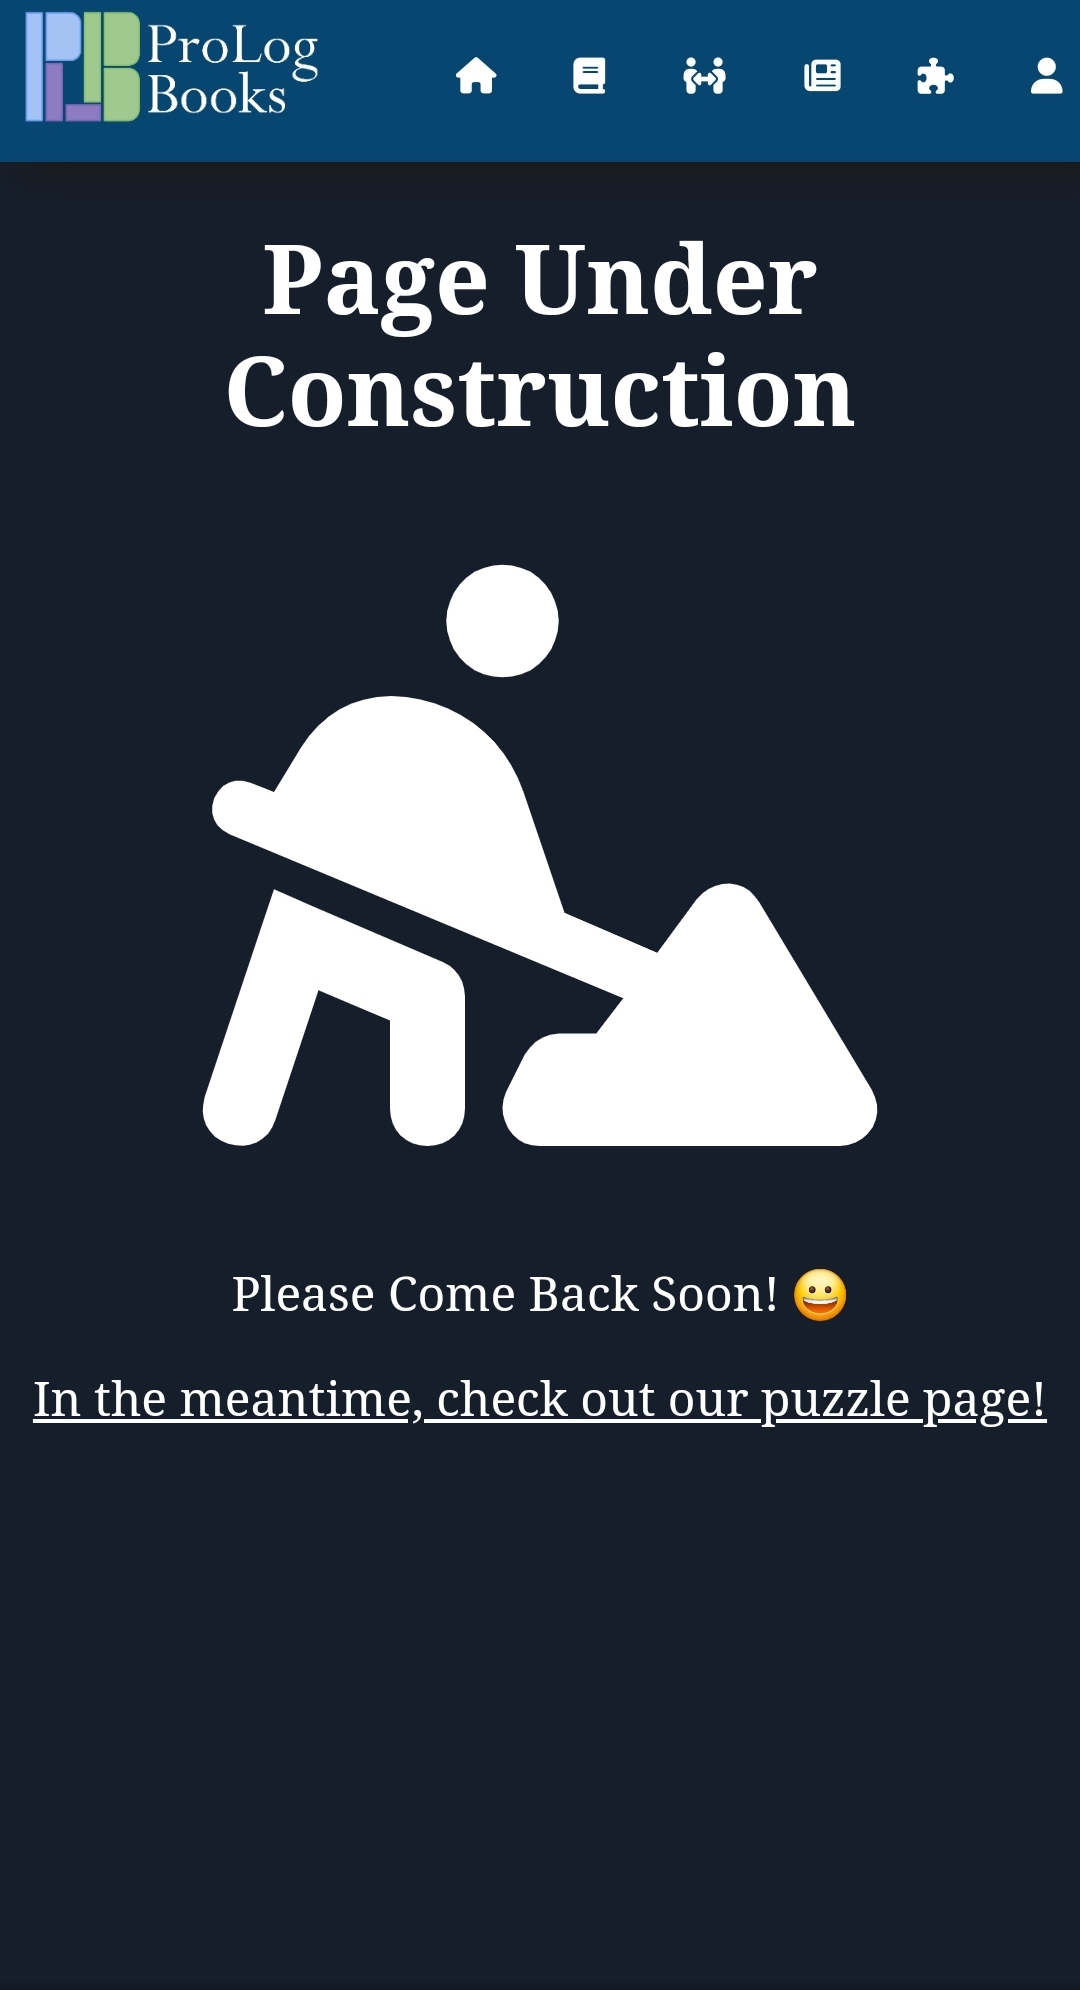 ProLog
Books
Page Under
Construction
Please Come Back Soon! 😀
In the meantime, check out our puzzle page!